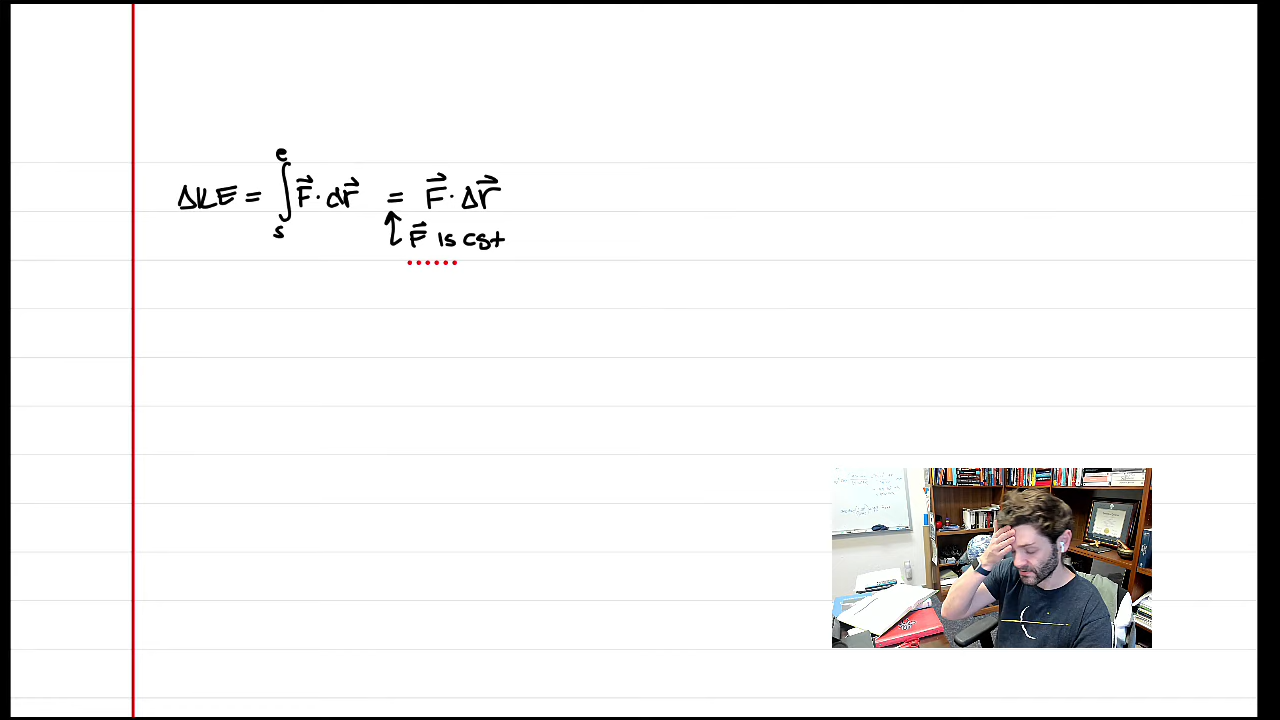 ΔKE = ∫ₛᵉ F⃗ · dr⃗ = F⃗ · Δr⃗
F⃗ is cst